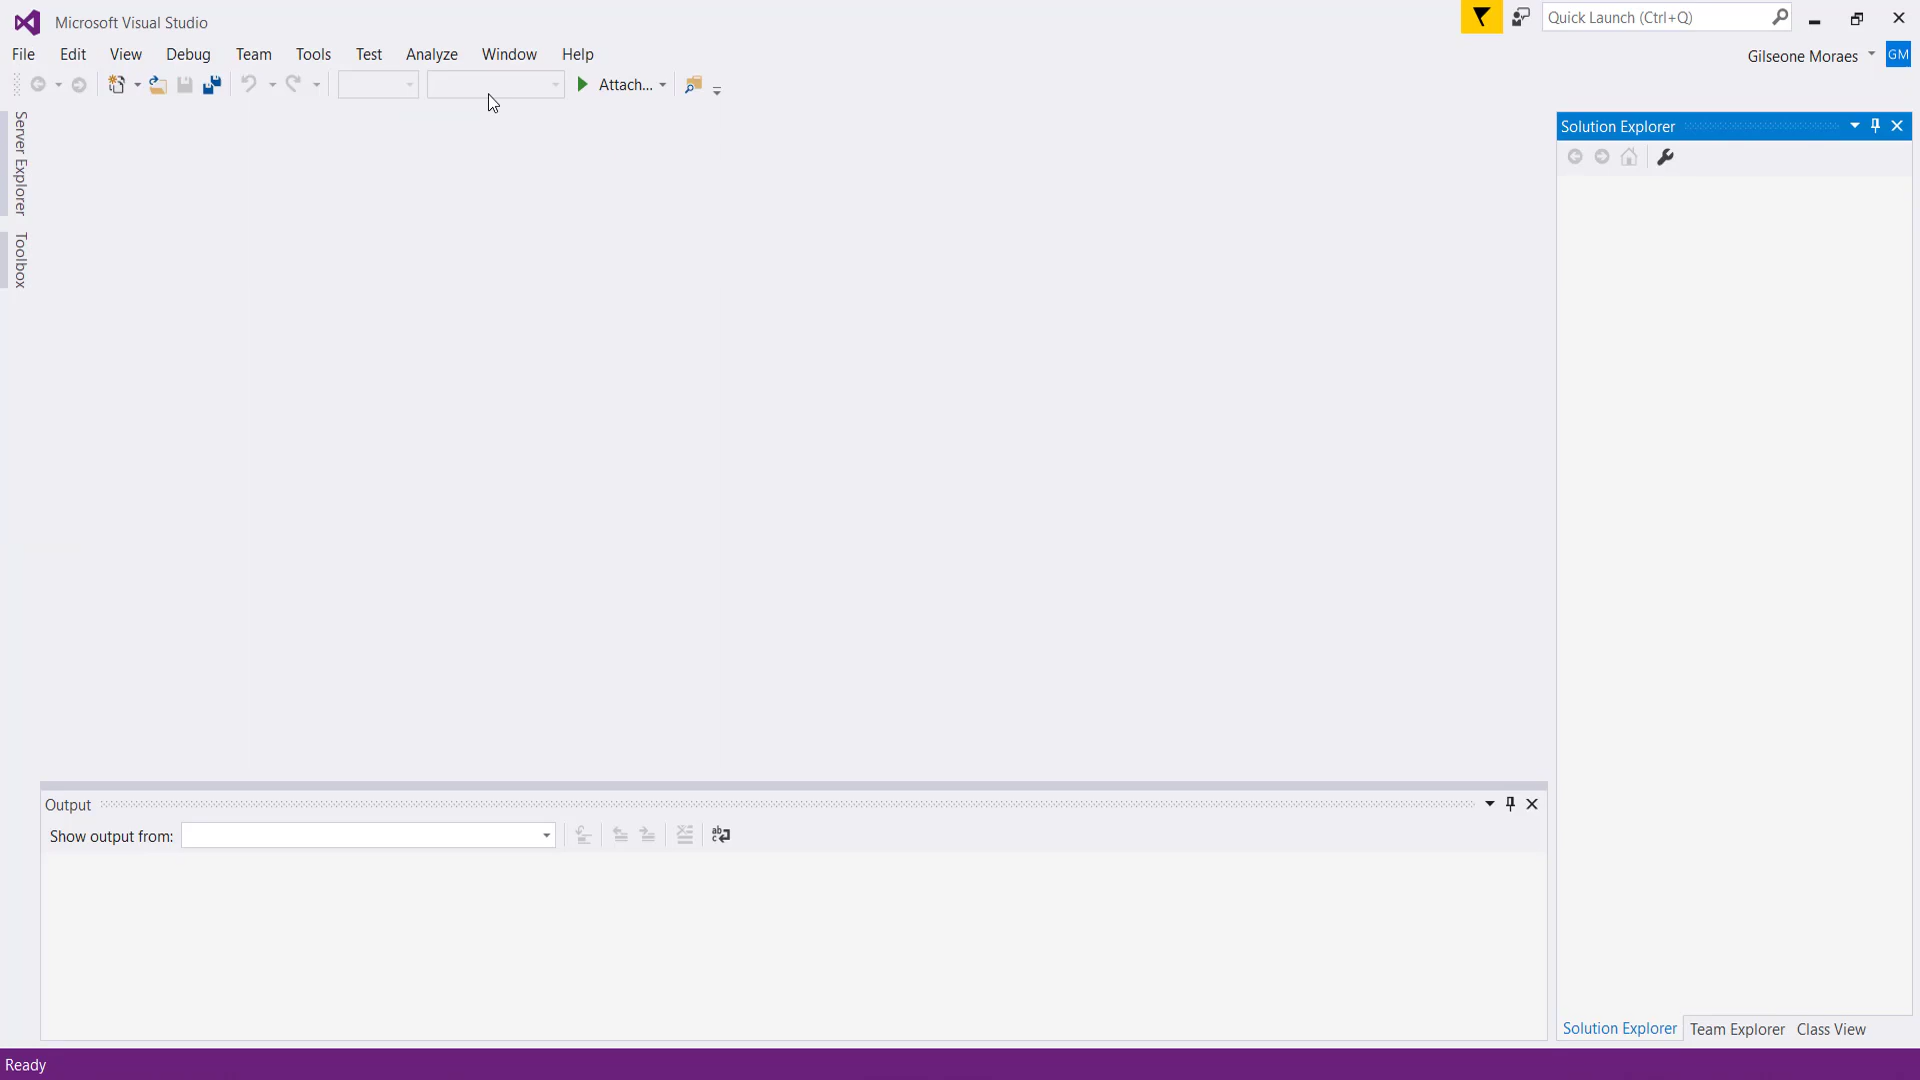 Microsoft Visual Studio
Quick Launch (Ctrl+Q)
File Edit View Debug Team Tools Test Analyze Window Help
Gilseone Moraes GM
Attach...
Server Explorer
Toolbox
Solution Explorer
Output
Show output from:
ab
c
Solution Explorer Team Explorer Class View
Ready